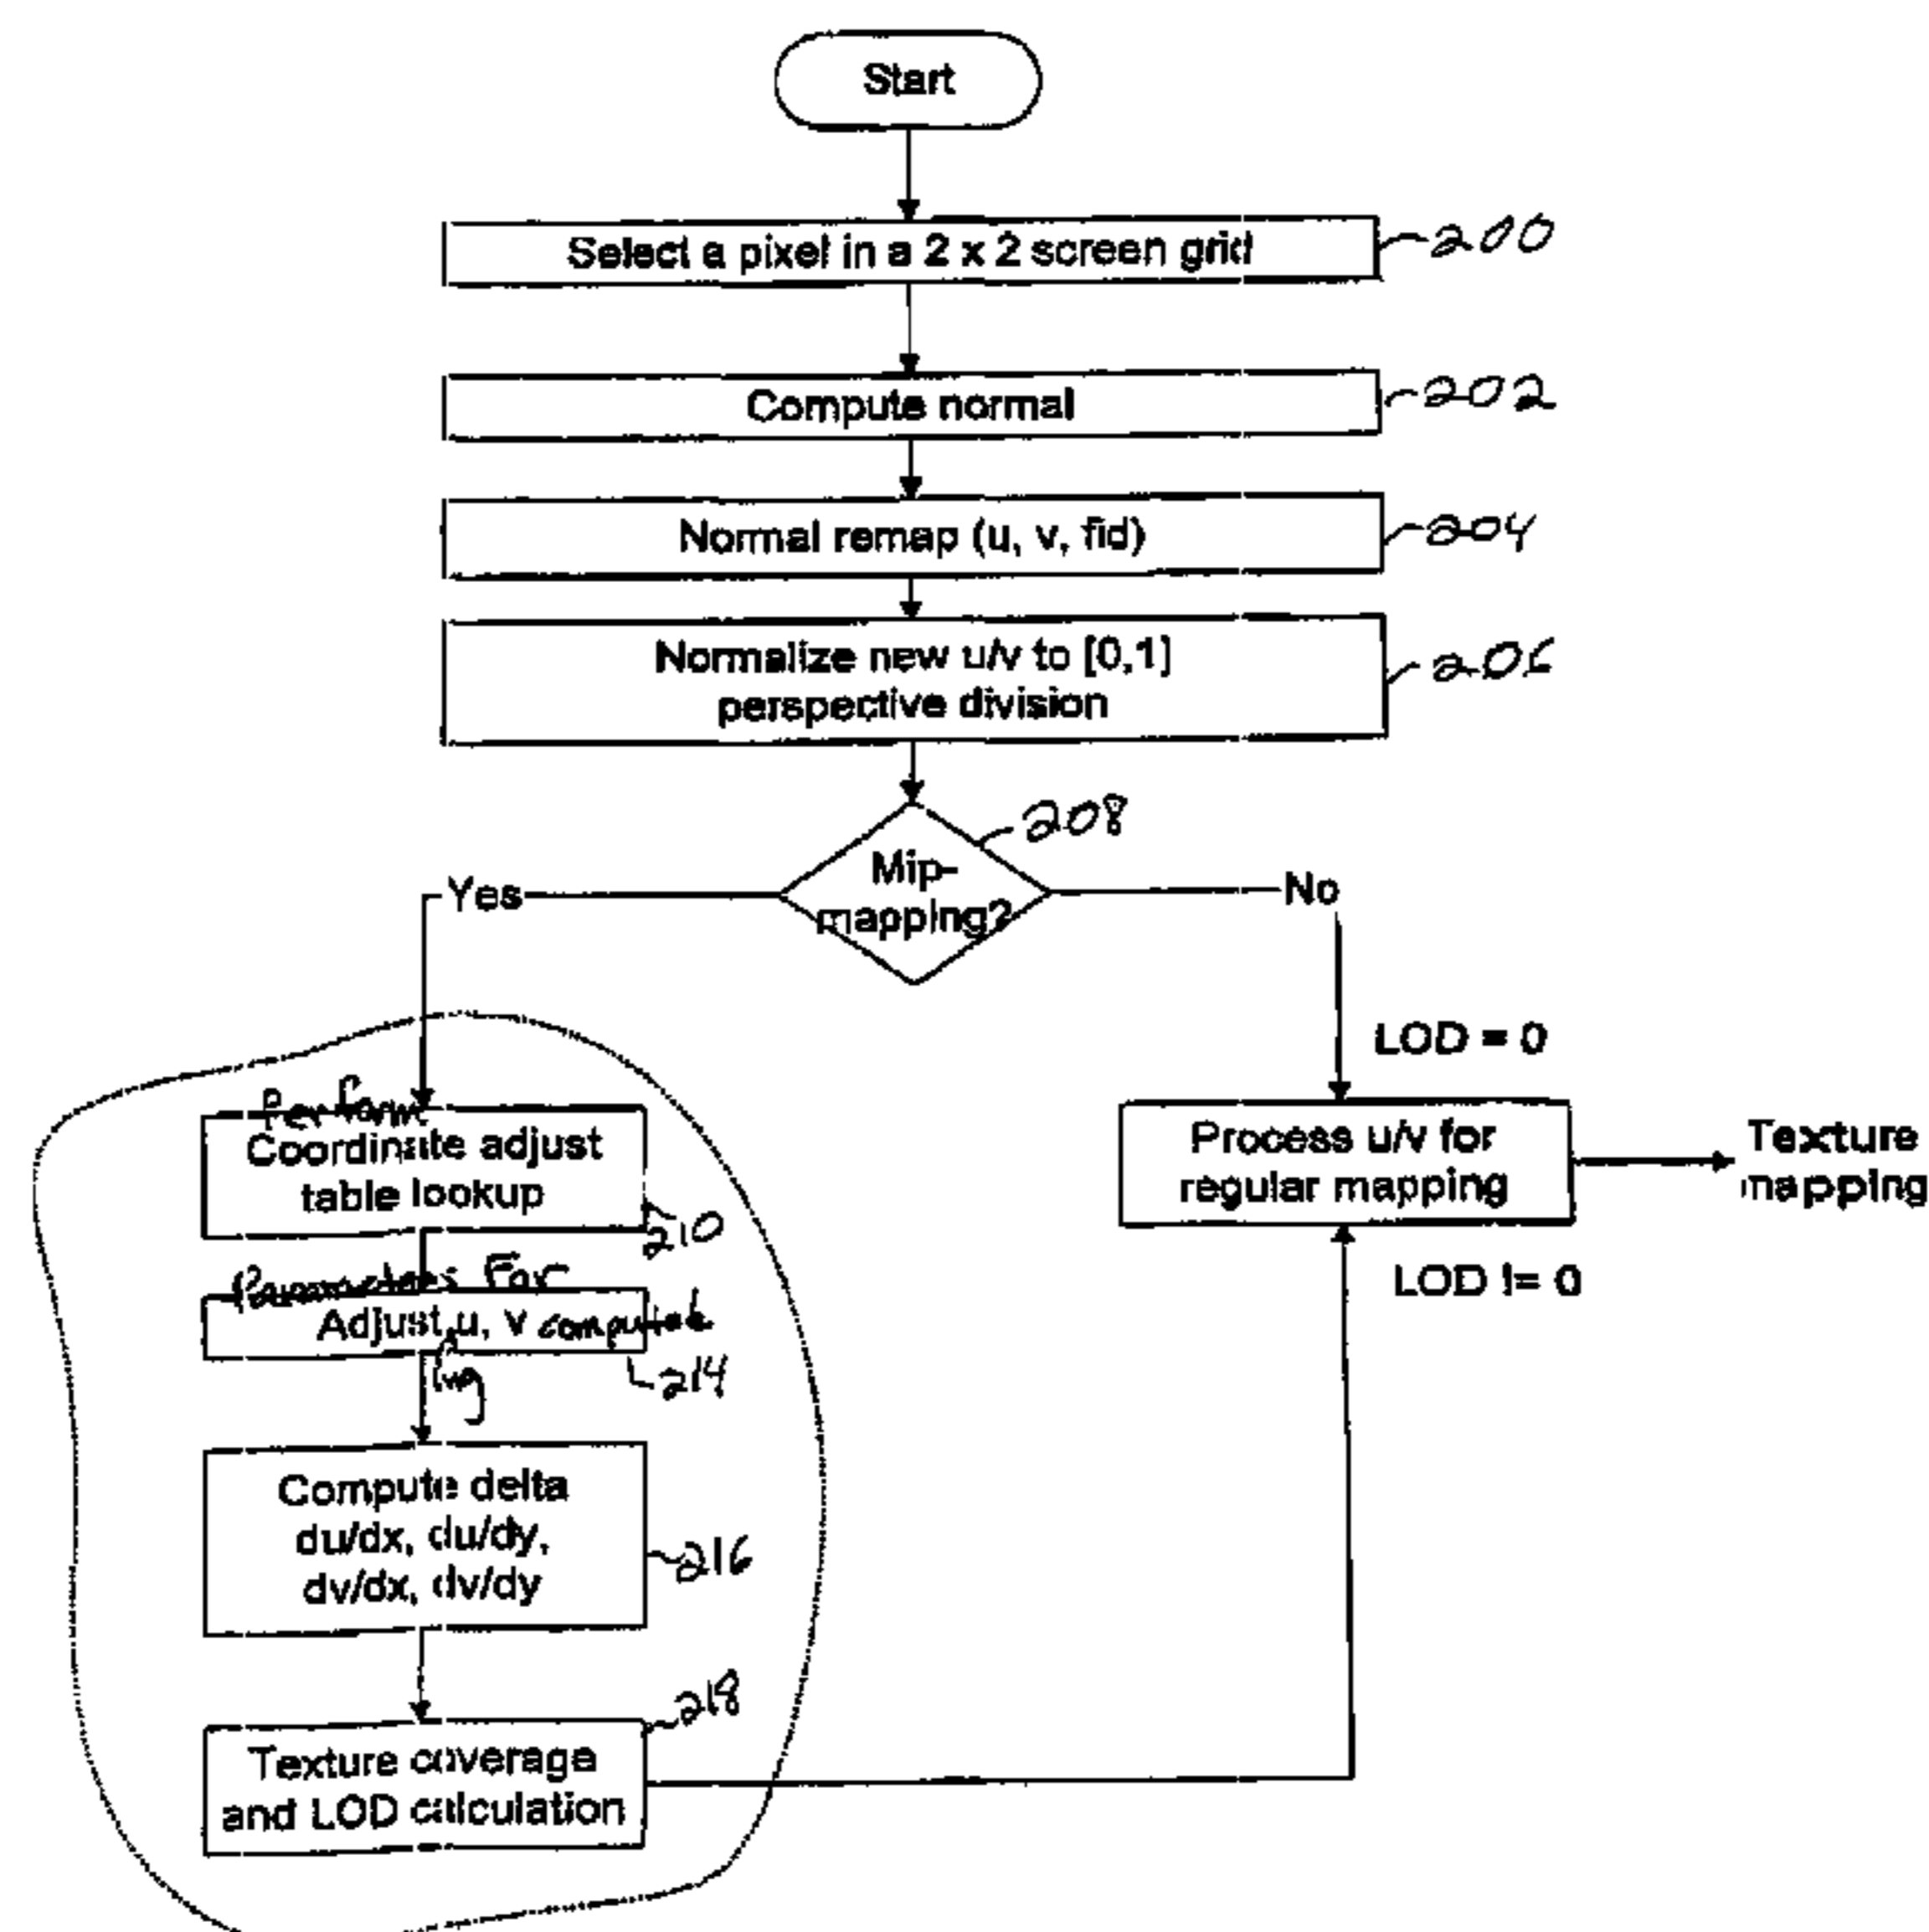 Start
Select a pixel in a 2 x 2 screen grid
200
Compute normal
202
Normal remap (u, v, fid)
204
Normalize new u/v to [0,1]
perspective division
206
208
Mip-
mapping?
Yes
No
LOD = 0
Perform
Coordinate adjust
table lookup
210
Process u/v for
regular mapping
Texture
mapping
LOD != 0
Parameters For
Adjust u, v computed
214
Compute delta
du/dx, du/dy,
dv/dx, dv/dy
216
218
Texture coverage
and LOD calculation